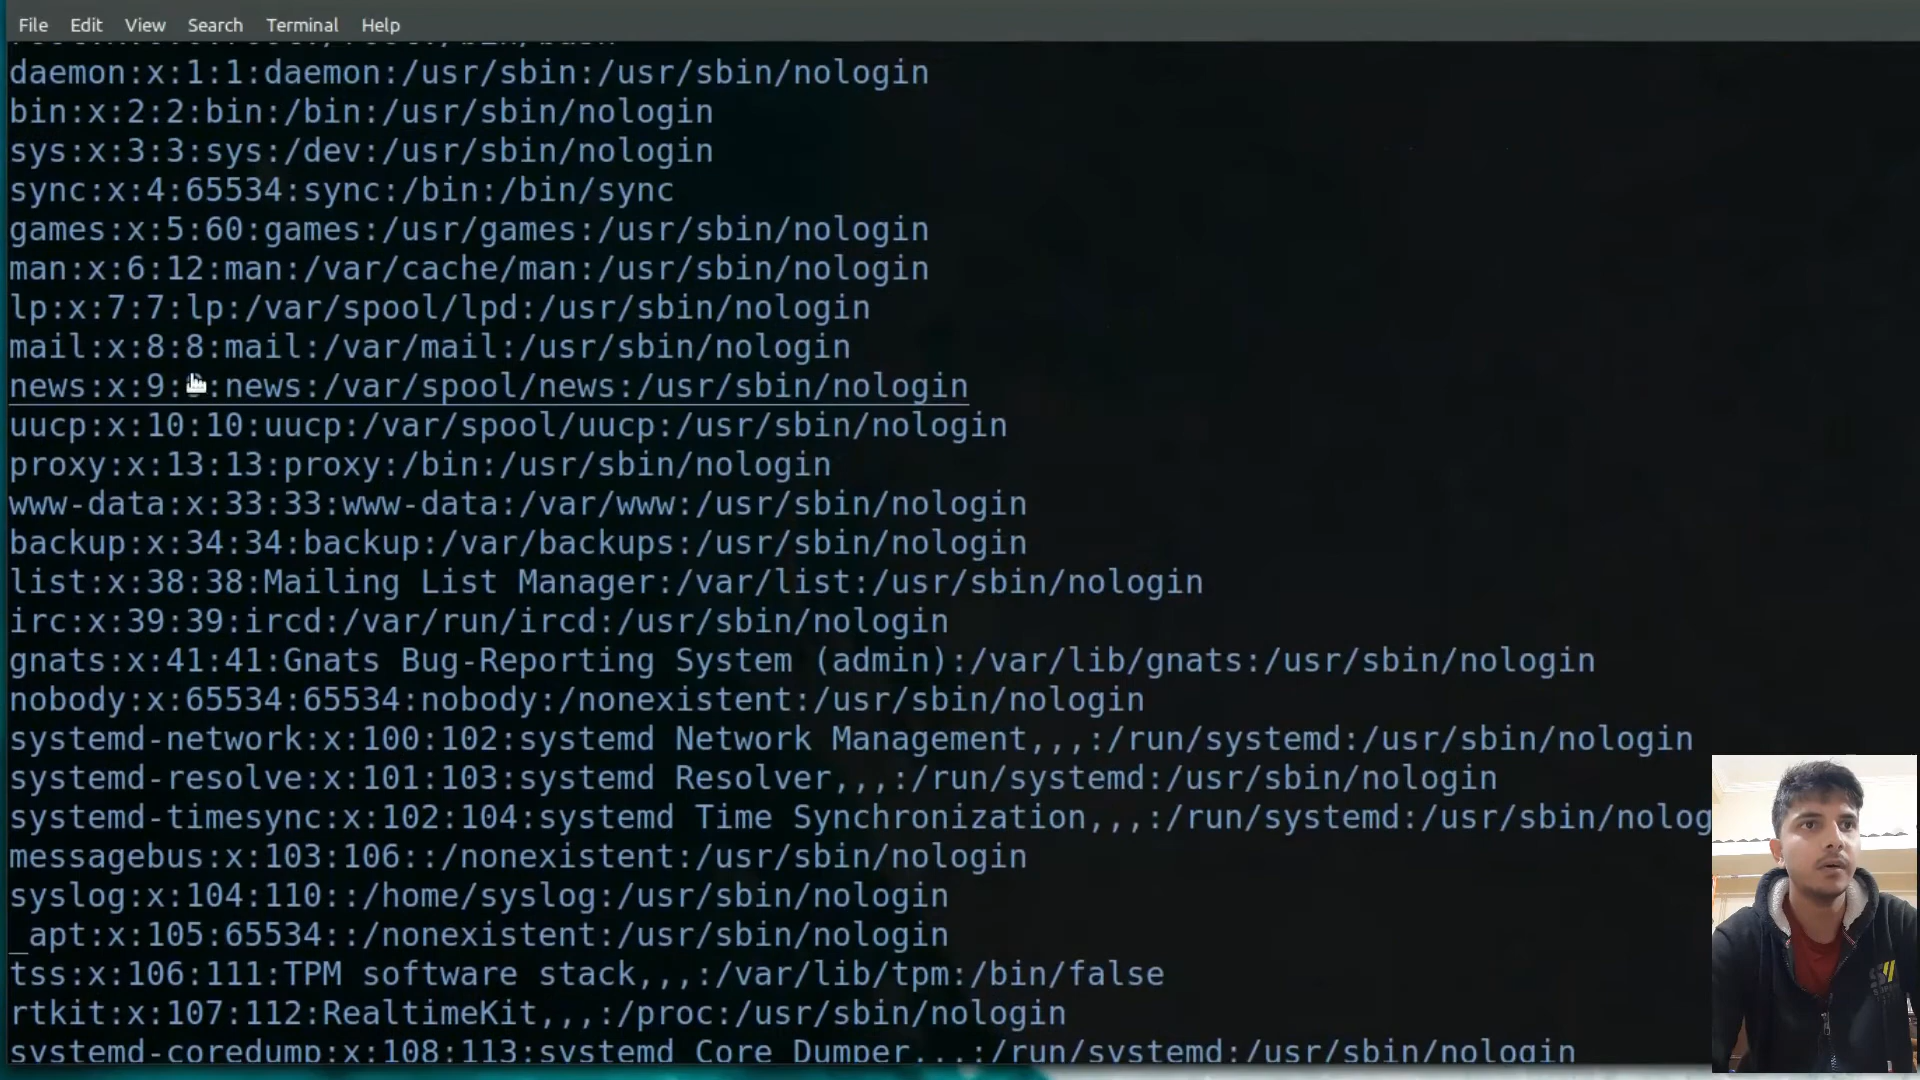 File Edit View Search Terminal Help
daemon:x:1:1:daemon:/usr/sbin:/usr/sbin/nologin
bin:x:2:2:bin:/bin:/usr/sbin/nologin
sys:x:3:3:sys:/dev:/usr/sbin/nologin
sync:x:4:65534:sync:/bin:/bin/sync
games:x:5:60:games:/usr/games:/usr/sbin/nologin
man:x:6:12:man:/var/cache/man:/usr/sbin/nologin
lp:x:7:7:lp:/var/spool/lpd:/usr/sbin/nologin
mail:x:8:8:mail:/var/mail:/usr/sbin/nologin
news:x:9: :news:/var/spool/news:/usr/sbin/nologin
uucp:x:10:10:uucp:/var/spool/uucp:/usr/sbin/nologin
proxy:x:13:13:proxy:/bin:/usr/sbin/nologin
www-data:x:33:33:www-data:/var/www:/usr/sbin/nologin
backup:x:34:34:backup:/var/backups:/usr/sbin/nologin
list:x:38:38:Mailing List Manager:/var/list:/usr/sbin/nologin
irc:x:39:39:ircd:/var/run/ircd:/usr/sbin/nologin
gnats:x:41:41:Gnats Bug-Reporting System (admin):/var/lib/gnats:/usr/sbin/nologin
nobody:x:65534:65534:nobody:/nonexistent:/usr/sbin/nologin
systemd-network:x:100:102:systemd Network Management,,,:/run/systemd:/usr/sbin/nologin
systemd-resolve:x:101:103:systemd Resolver,,,:/run/systemd:/usr/sbin/nologin
systemd-timesync:x:102:104:systemd Time Synchronization,,,:/run/systemd:/usr/sbin/nolog
messagebus:x:103:106::/nonexistent:/usr/sbin/nologin
syslog:x:104:110::/home/syslog:/usr/sbin/nologin
_apt:x:105:65534::/nonexistent:/usr/sbin/nologin
tss:x:106:111:TPM software stack,,,:/var/lib/tpm:/bin/false
rtkit:x:107:112:RealtimeKit,,,:/proc:/usr/sbin/nologin
systemd-coredump:x:108:113:systemd Core Dumper,,,:/run/systemd:/usr/sbin/nologin